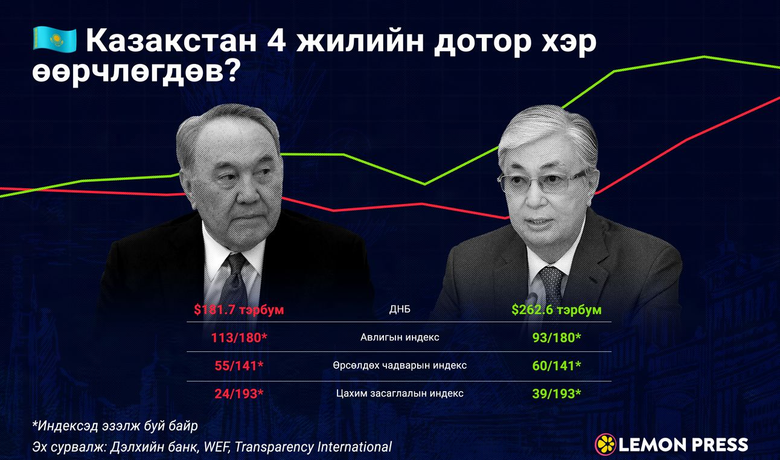 Казакстан 4 жилийн дотор хэр
өөрчлөгдөв?
$181.7 тэрбум ДНБ $262.6 тэрбум
113/180* Авлигын индекс 93/180*
55/141* Өрсөлдөх чадварын индекс 60/141*
24/193* Цахим засаглалын индекс 39/193*
*Индексэд эзэлж буй байр
Эх сурвалж: Дэлхийн банк, WEF, Transparency International
LEMON PRESS